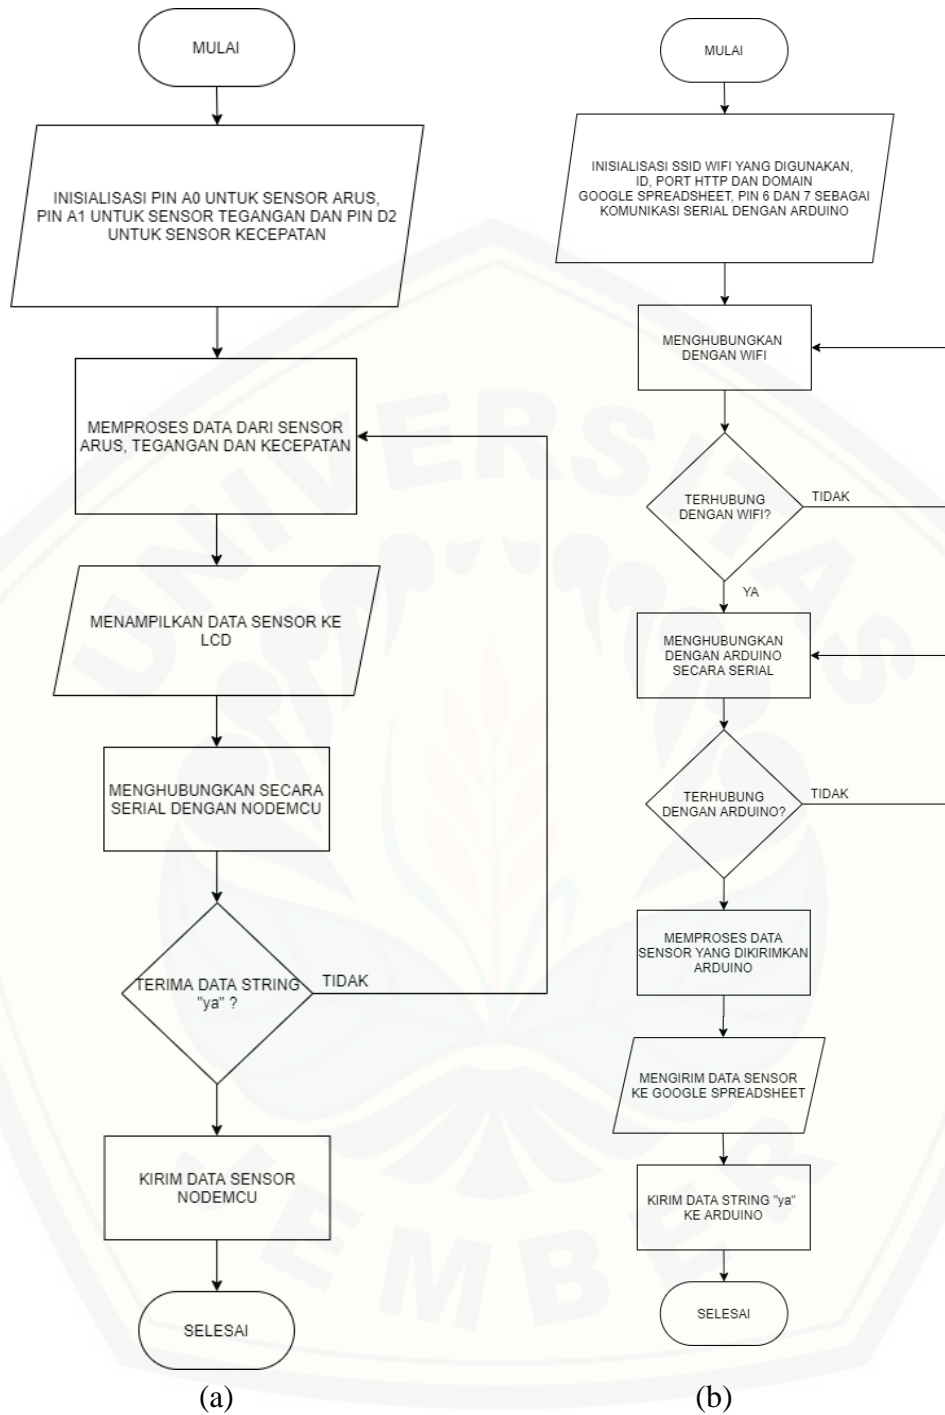 MULAI
INISIALISASI PIN A0 UNTUK SENSOR ARUS,
PIN A1 UNTUK SENSOR TEGANGAN DAN PIN D2
UNTUK SENSOR KECEPATAN
MEMPROSES DATA DARI SENSOR
ARUS, TEGANGAN DAN KECEPATAN
MENAMPILKAN DATA SENSOR KE
LCD
MENGHUBUNGKAN SECARA
SERIAL DENGAN NODEMCU
TERIMA DATA STRING
"ya" ?
TIDAK
KIRIM DATA SENSOR
NODEMCU
SELESAI
(a)
MULAI
INISIALISASI SSID WIFI YANG DIGUNAKAN,
ID, PORT HTTP DAN DOMAIN
GOOGLE SPREADSHEET, PIN 6 DAN 7 SEBAGAI
KOMUNIKASI SERIAL DENGAN ARDUINO
MENGHUBUNGKAN
DENGAN WIFI
TERHUBUNG
DENGAN WIFI?
TIDAK
YA
MENGHUBUNGKAN
DENGAN ARDUINO
SECARA SERIAL
TERHUBUNG
DENGAN ARDUINO?
TIDAK
MEMPROSES DATA
SENSOR YANG DIKIRIMKAN
ARDUINO
MENGIRIM DATA SENSOR
KE GOOGLE SPREADSHEET
KIRIM DATA STRING "ya"
KE ARDUINO
SELESAI
(b)
UNIVERSITAS
JEMBER